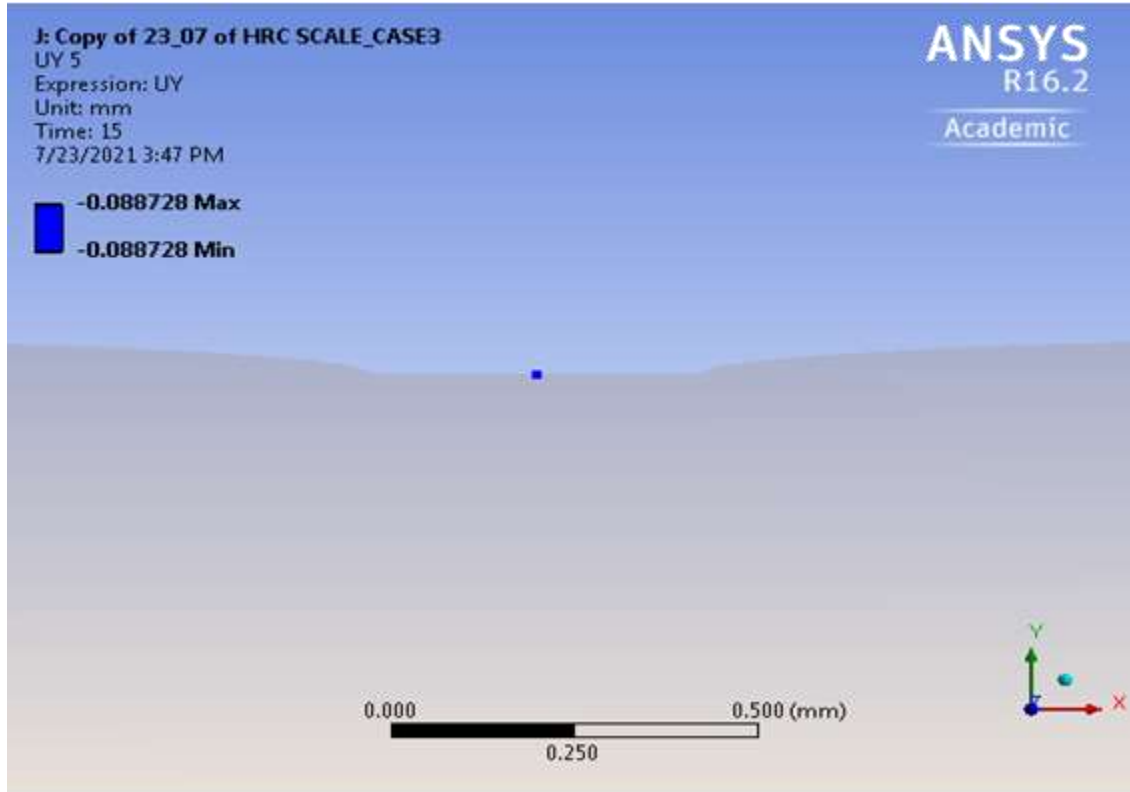 J: Copy of 23_07 of HRC SCALE_CASE3
UY 5
Expression: UY
Unit: mm
Time: 15
7/23/2021 3:47 PM
-0.088728 Max
-0.088728 Min
ANSYS
R16.2
Academic
Y
X
Z
0.000
0.500 (mm)
0.250